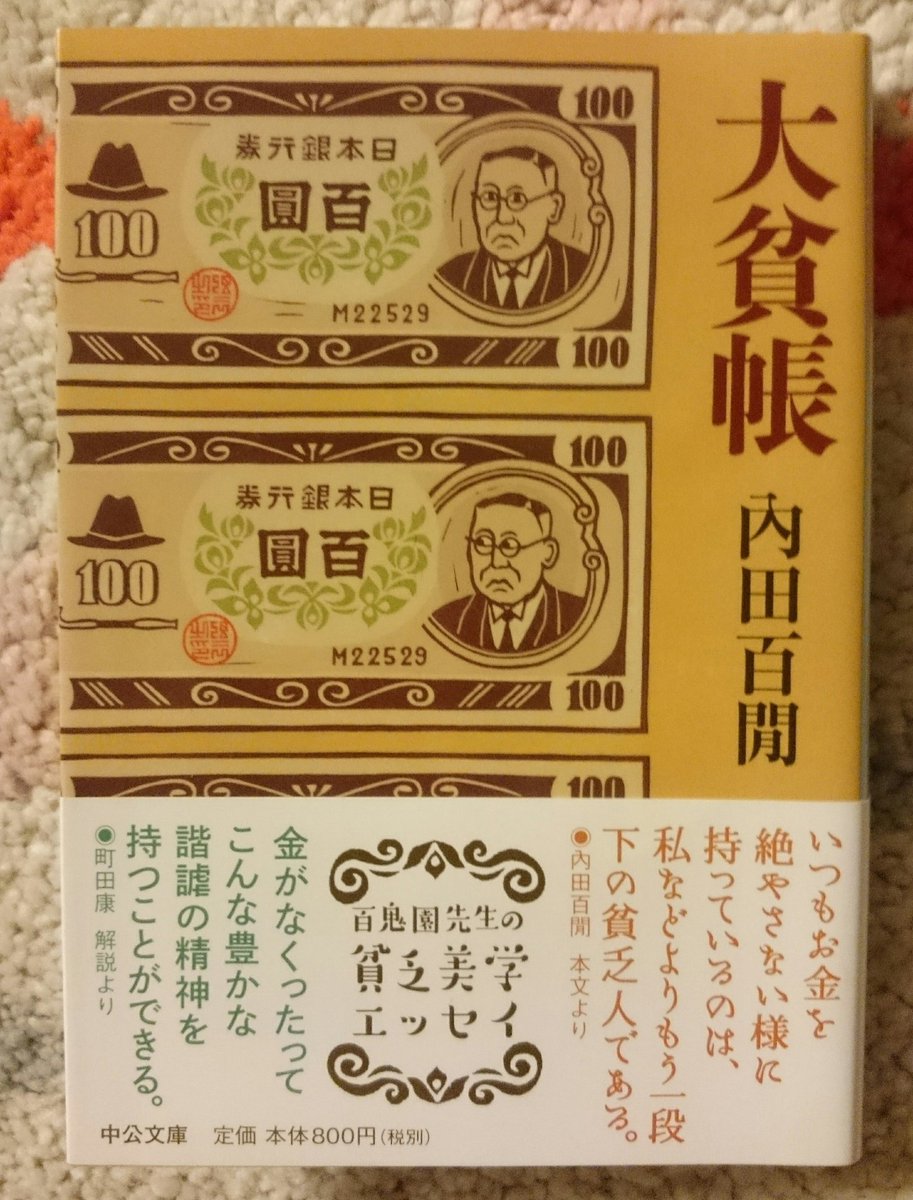 大貧帳
內田百閒
100
日本銀行券
百圓
100
M22529
100
100
日本銀行券
百圓
100
M22529
100
100
いつもお金を
絶やさない様に
持っているのは、
私などよりもう一段
下の貧乏人である。
◉內田百閒 本文より
百鬼園先生の
貧乏美学
エッセイ
金がなくったって
こんな豊かな
諧謔の精神を
持つことができる。
◉町田康 解説より
中公文庫 定価 本体800円(税別)